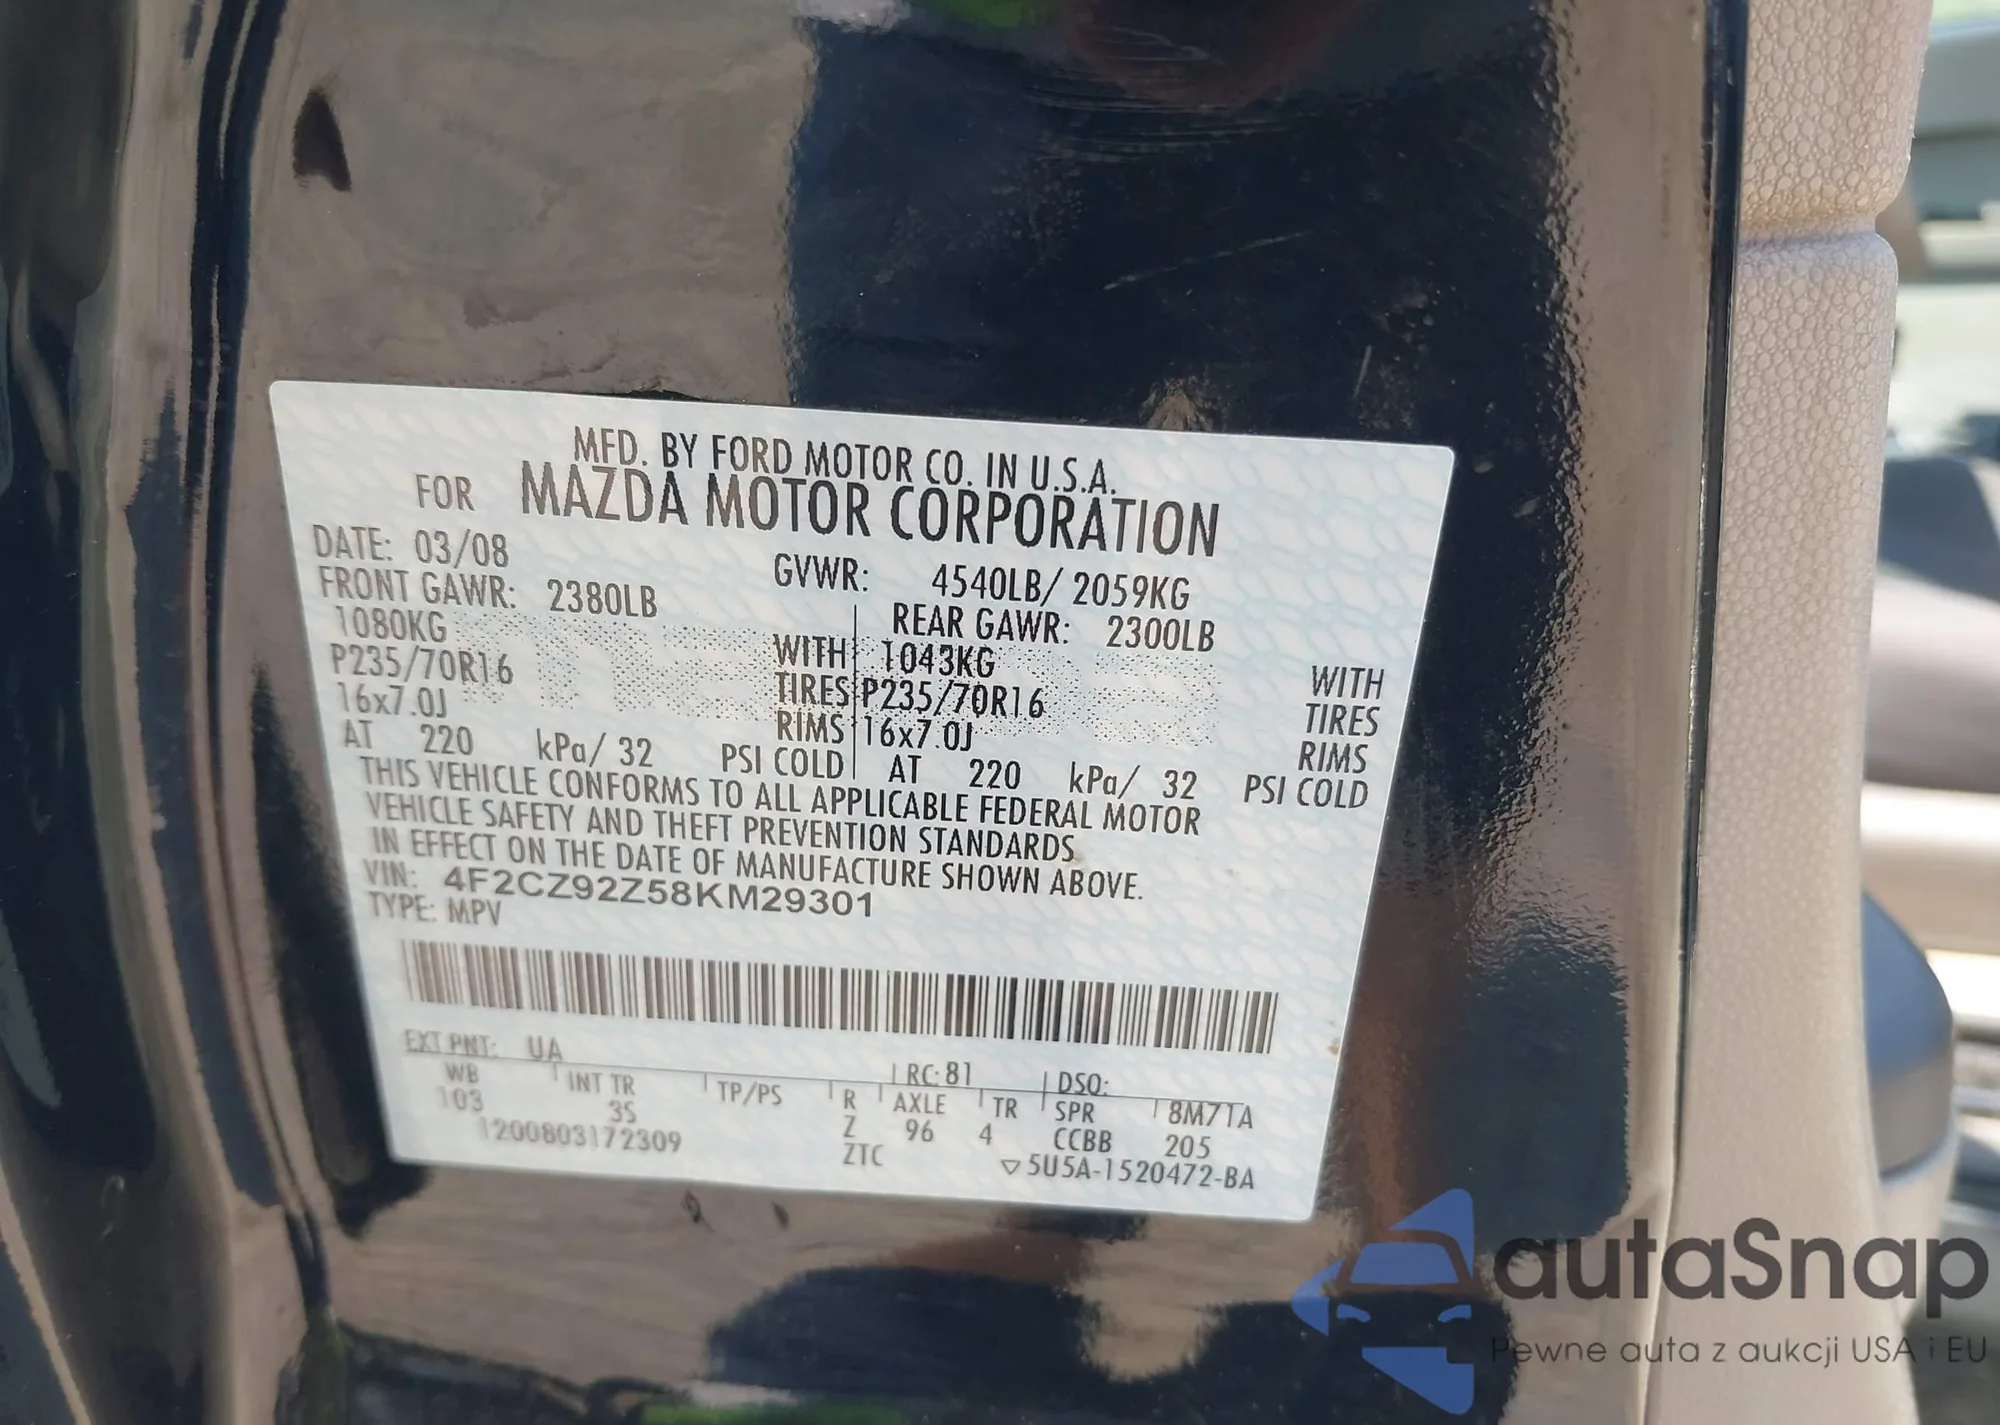 MFD. BY FORD MOTOR CO. IN U.S.A.
FOR MAZDA MOTOR CORPORATION
DATE: 03/08 GVWR: 4540LB/ 2059KG
FRONT GAWR: 2380LB REAR GAWR: 2300LB
1080KG WITH 1043KG WITH
P235/70R16 TIRES P235/70R16 TIRES
16x7.0J RIMS 16x7.0J RIMS
AT 220 kPa/ 32 PSI COLD AT 220 kPa/ 32 PSI COLD
THIS VEHICLE CONFORMS TO ALL APPLICABLE FEDERAL MOTOR
VEHICLE SAFETY AND THEFT PREVENTION STANDARDS
IN EFFECT ON THE DATE OF MANUFACTURE SHOWN ABOVE.
VIN: 4F2CZ92Z58KM29301
TYPE: MPV
EXT PNT: UA RC: 81 DSO:
WB INT TR TP/PS R AXLE TR SPR 8M71A
103 3S Z 96 4 CCBB 205
1200803172309 ZTC ▽5U5A-1520472-BA
autaSnap
Pewne auta z aukcji USA i EU